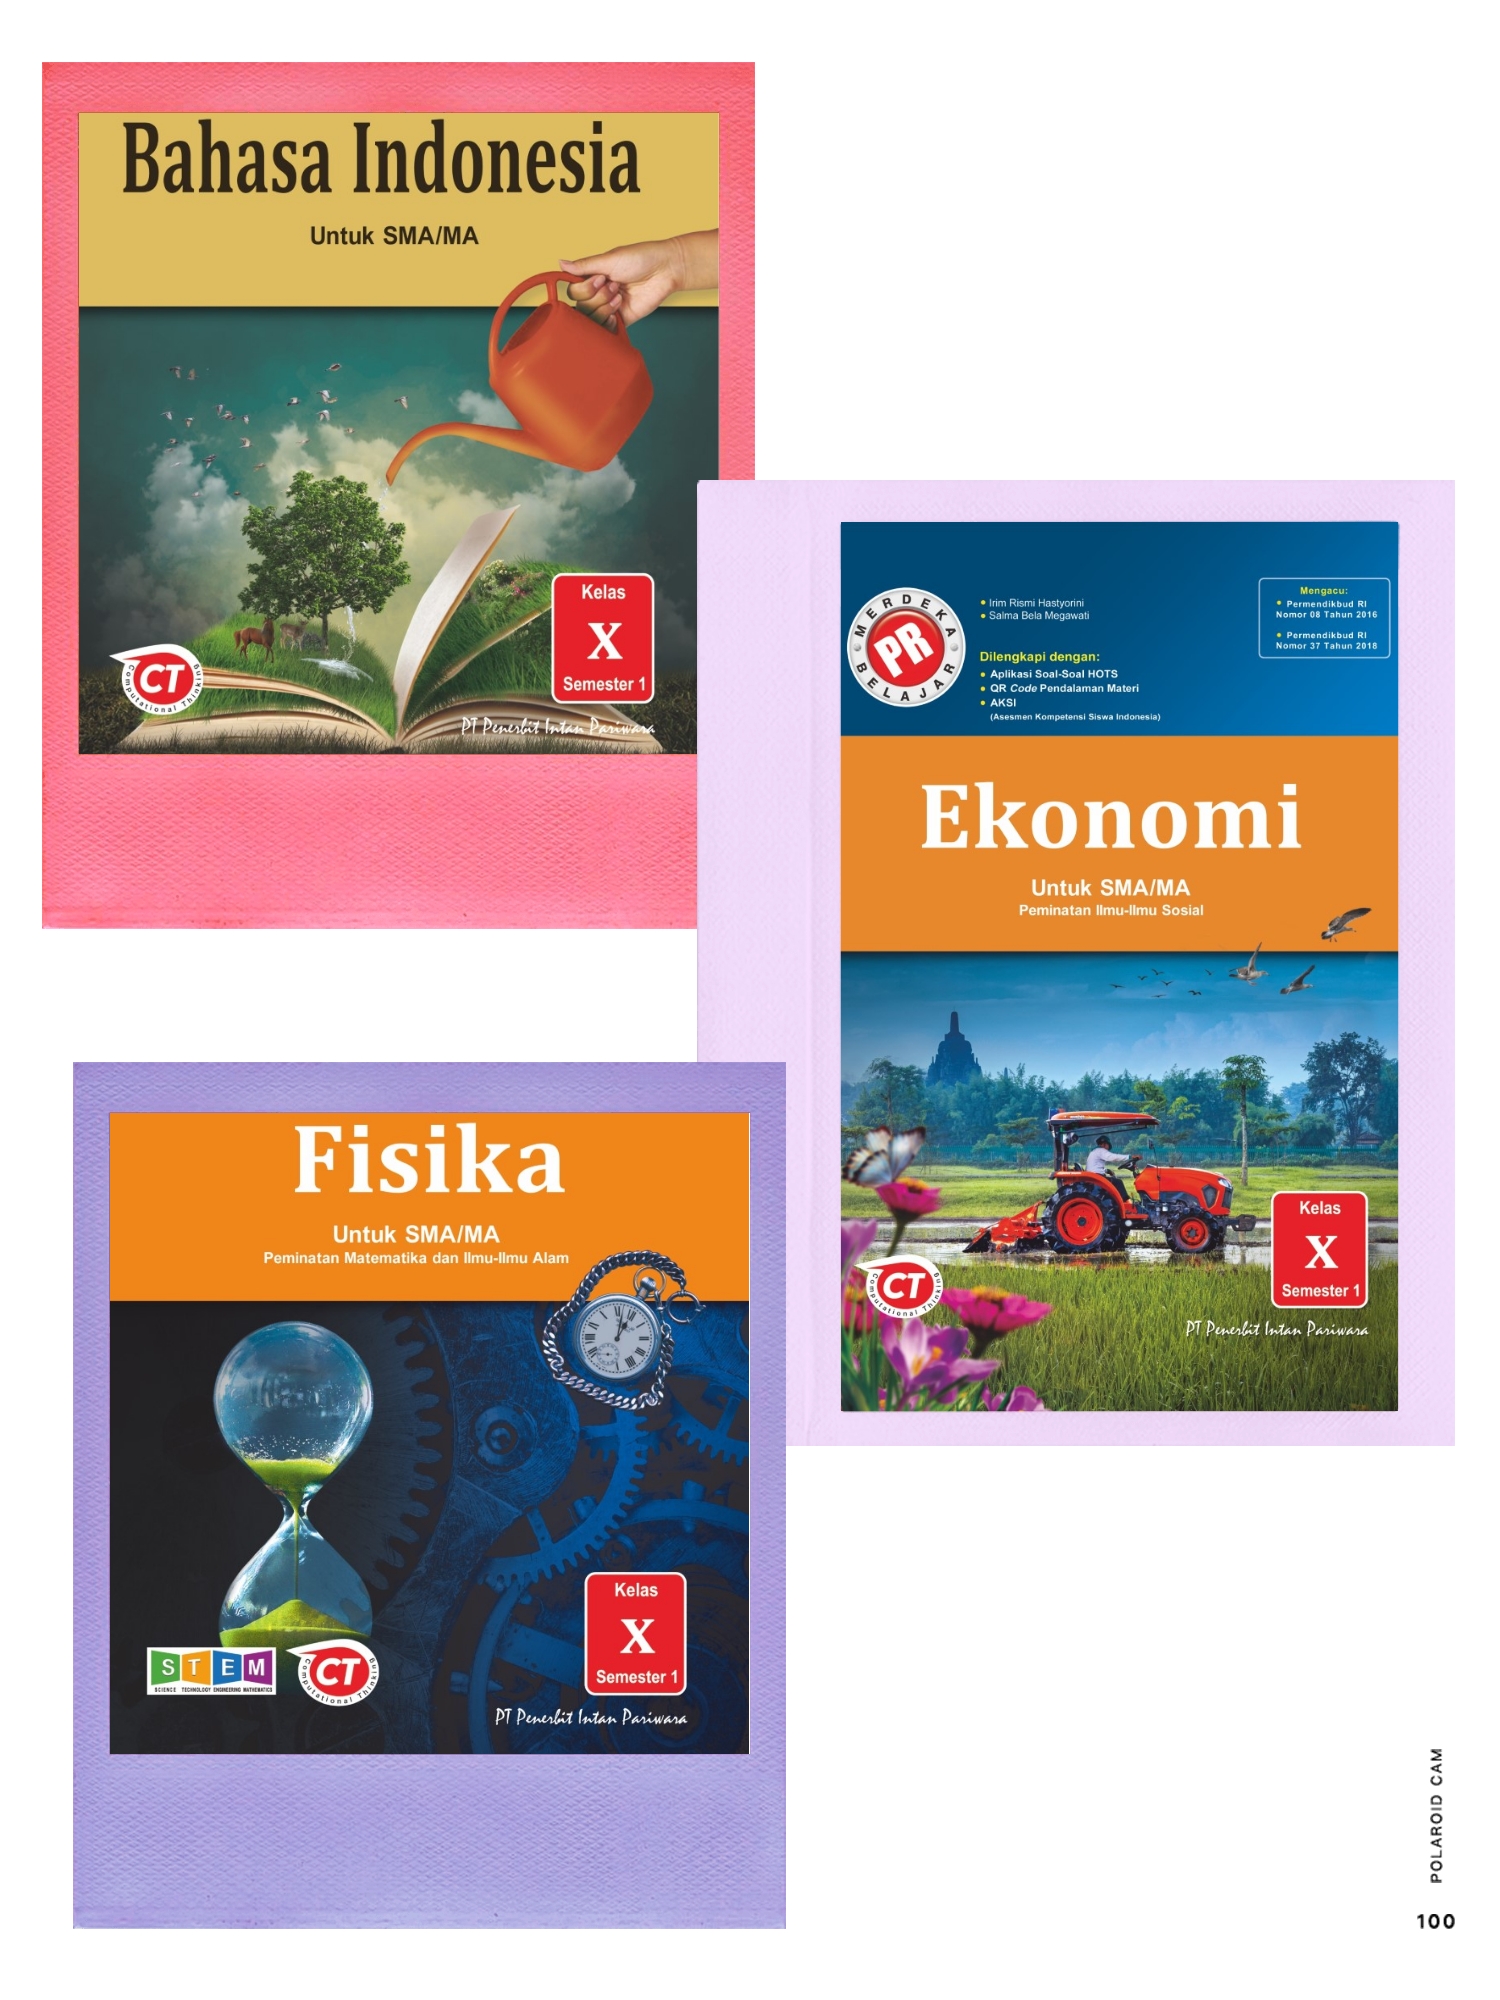 Bahasa Indonesia
Untuk SMA/MA
Kelas
X
Semester 1
CT
Computational Thinking
PT Penerbit Intan Pariwara
MERDEKA
BELAJAR
PR
• Irim Rismi Hastyorini
• Salma Bela Megawati
Dilengkapi dengan:
• Aplikasi Soal-Soal HOTS
• QR Code Pendalaman Materi
• AKSI
(Asesmen Kompetensi Siswa Indonesia)
Mengacu:
• Permendikbud RI
Nomor 08 Tahun 2016
• Permendikbud RI
Nomor 37 Tahun 2018
Ekonomi
Untuk SMA/MA
Peminatan Ilmu-Ilmu Sosial
Kelas
X
Semester 1
CT
Computational Thinking
PT Penerbit Intan Pariwara
Fisika
Untuk SMA/MA
Peminatan Matematika dan Ilmu-Ilmu Alam
Kelas
X
Semester 1
STEM
SCIENCE TECHNOLOGY ENGINEERING MATHEMATICS
CT
Computational Thinking
PT Penerbit Intan Pariwara
POLAROID CAM
100